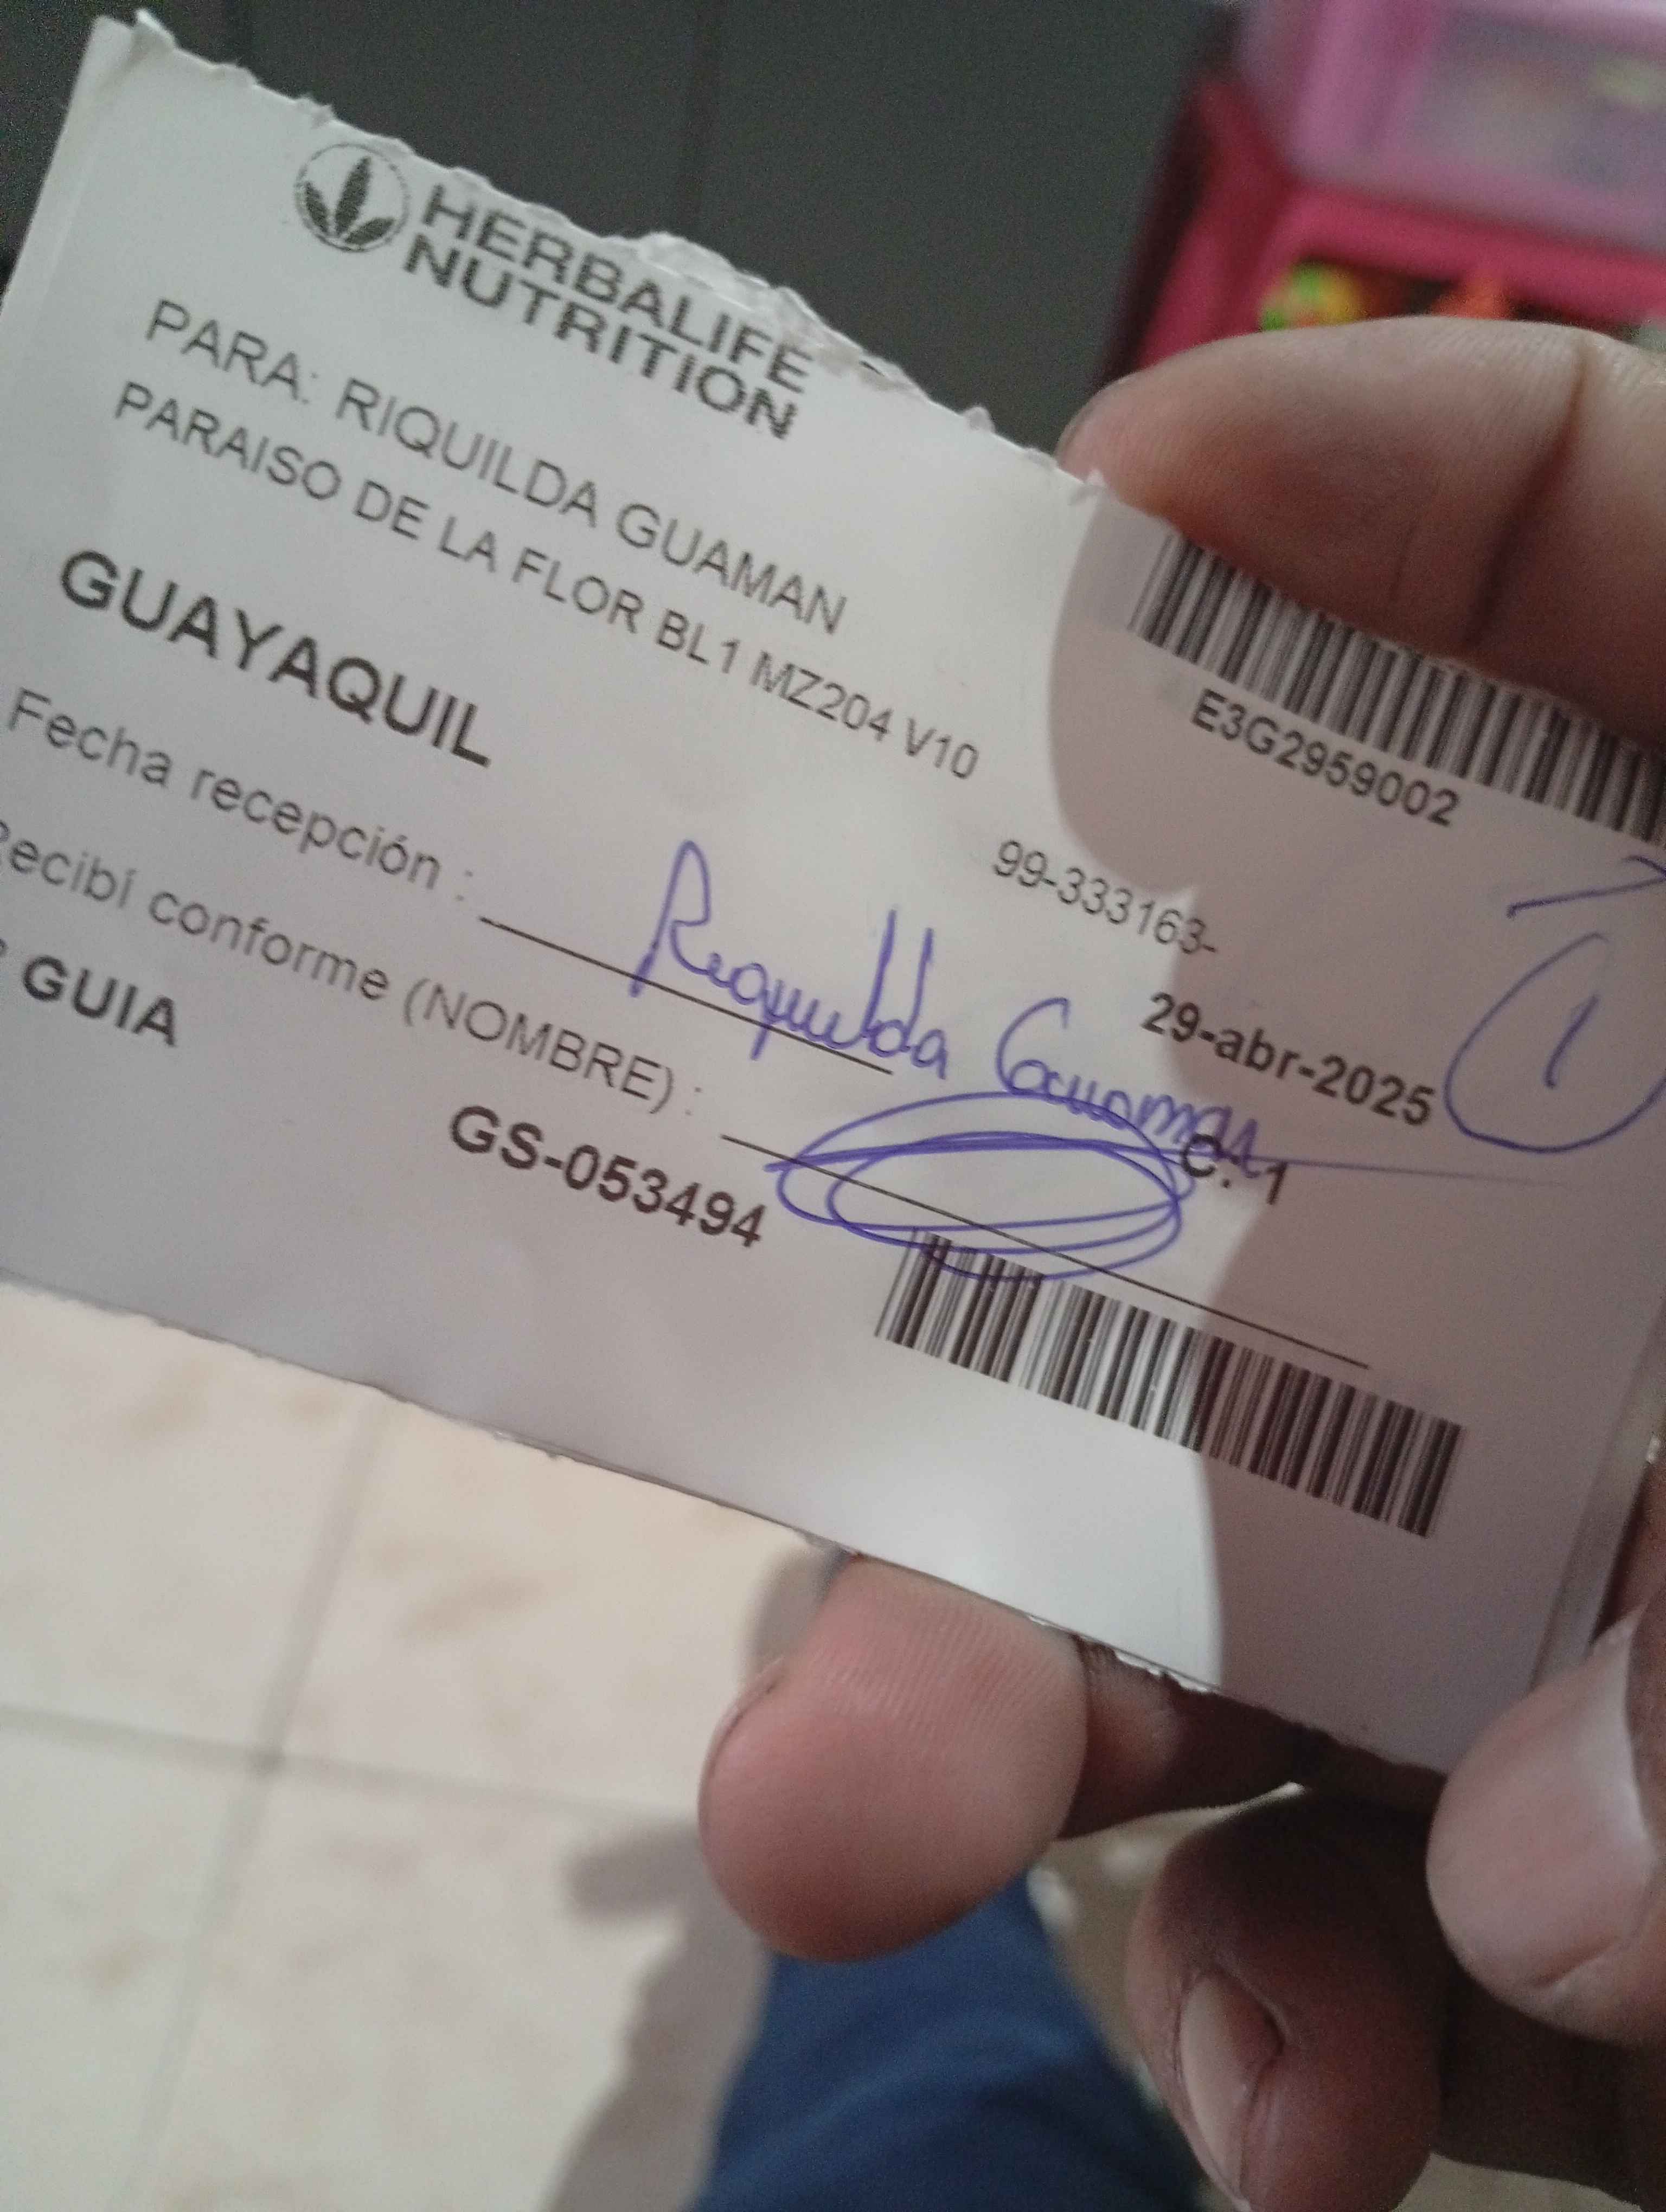 HERBALIFE
NUTRITION
PARA: RIQUILDA GUAMAN
PARAISO DE LA FLOR BL1 MZ204 V10
GUAYAQUIL
E3G2959002
99-333163-
Fecha recepción :
Riquilda Guaman
29-abr-2025
1
Recibí conforme (NOMBRE) :
C. 1
GUIA
GS-053494